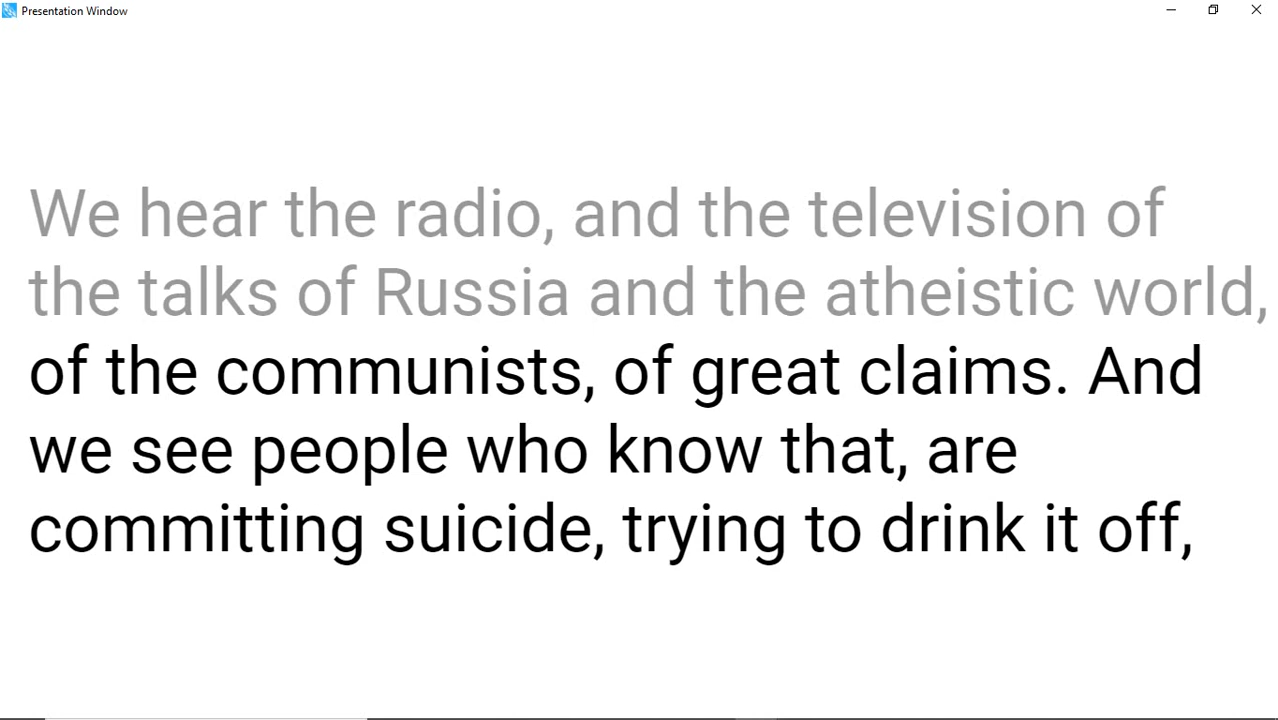 Presentation Window
We hear the radio, and the television of
the talks of Russia and the atheistic world,
of the communists, of great claims. And
we see people who know that, are
committing suicide, trying to drink it off,